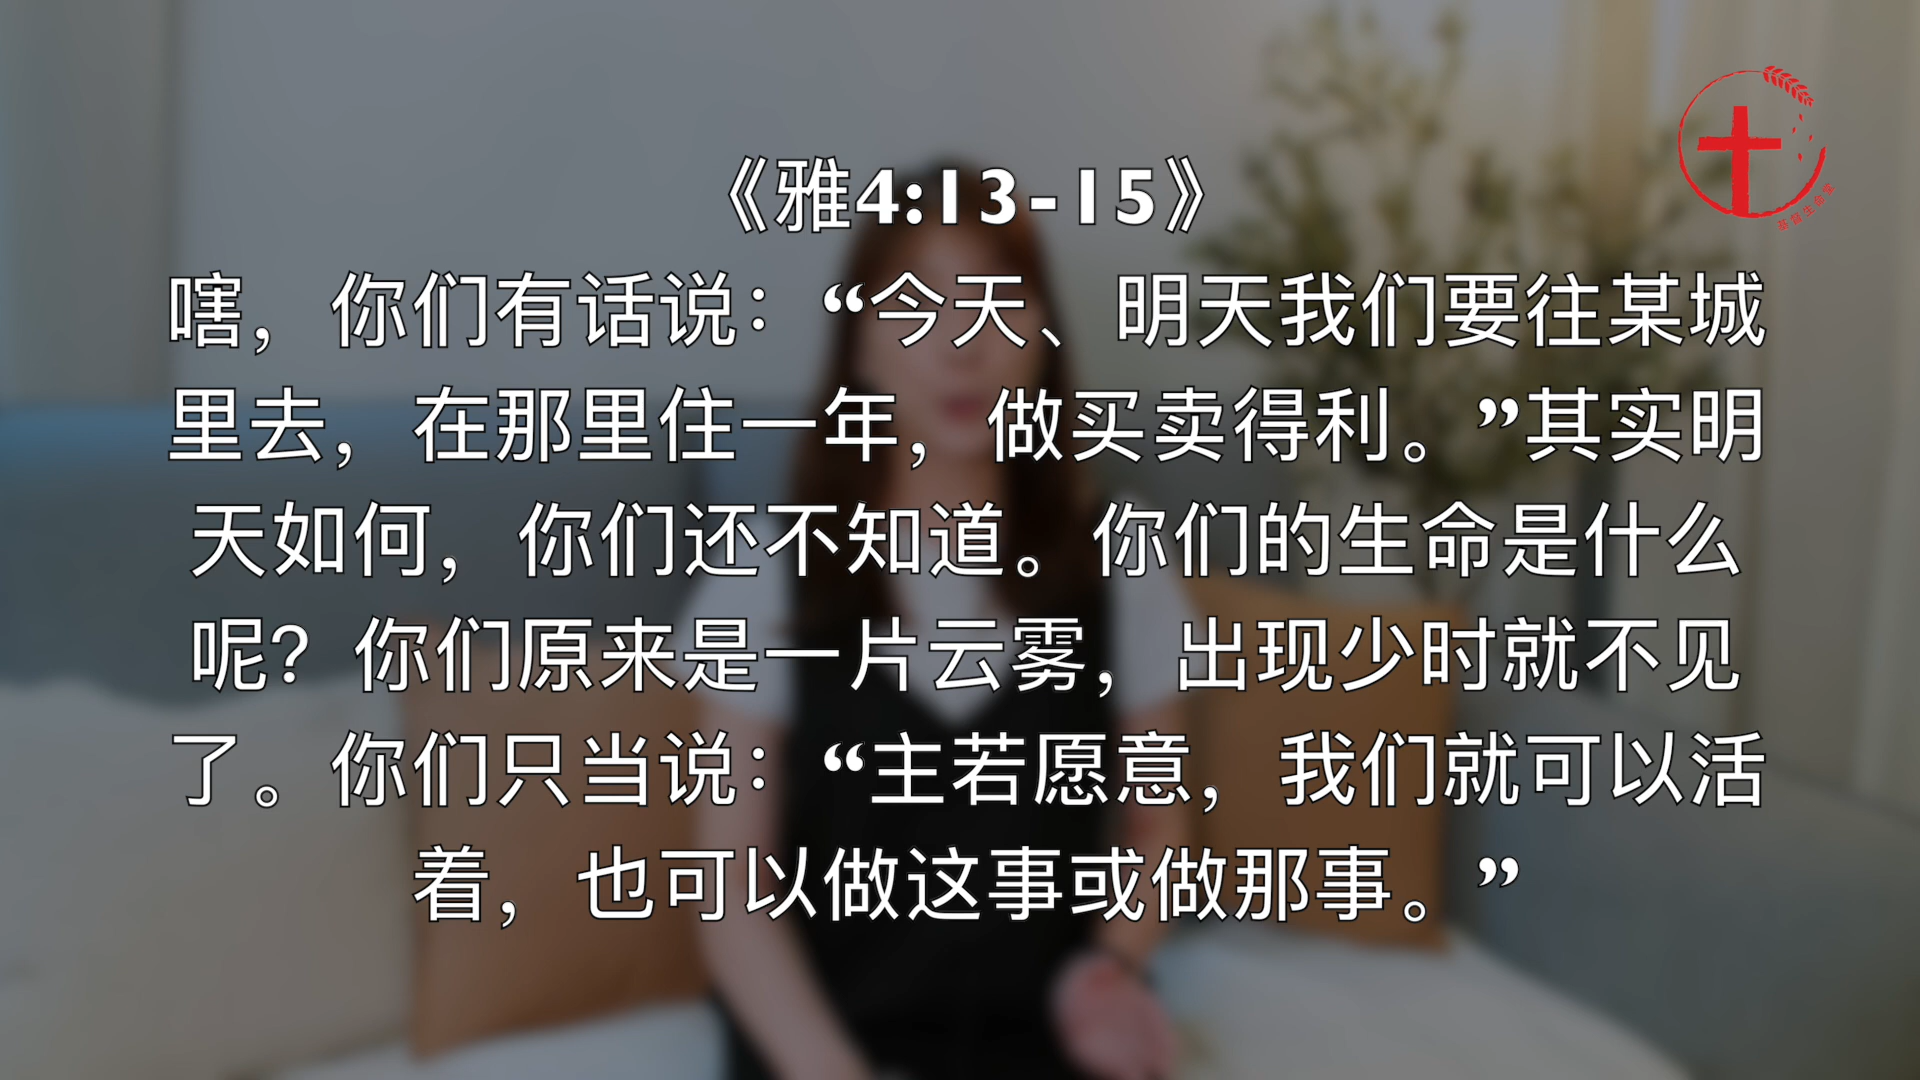 《雅4:13-15》
嗐，你们有话说：“今天、明天我们要往某城
里去，在那里住一年，做买卖得利。”其实明
天如何，你们还不知道。你们的生命是什么
呢？你们原来是一片云雾，出现少时就不见
了。你们只当说：“主若愿意，我们就可以活
着，也可以做这事或做那事。”